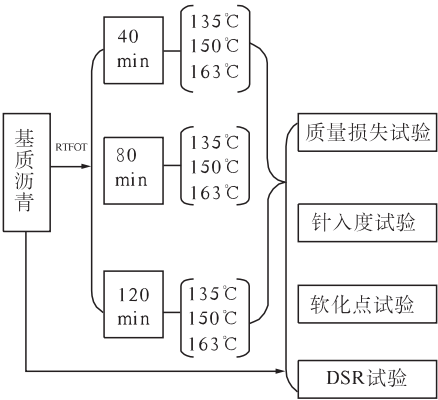 基质沥青
RTFOT
40
min
135℃
150℃
163℃
80
min
135℃
150℃
163℃
120
min
135℃
150℃
163℃
质量损失试验
针入度试验
软化点试验
DSR试验